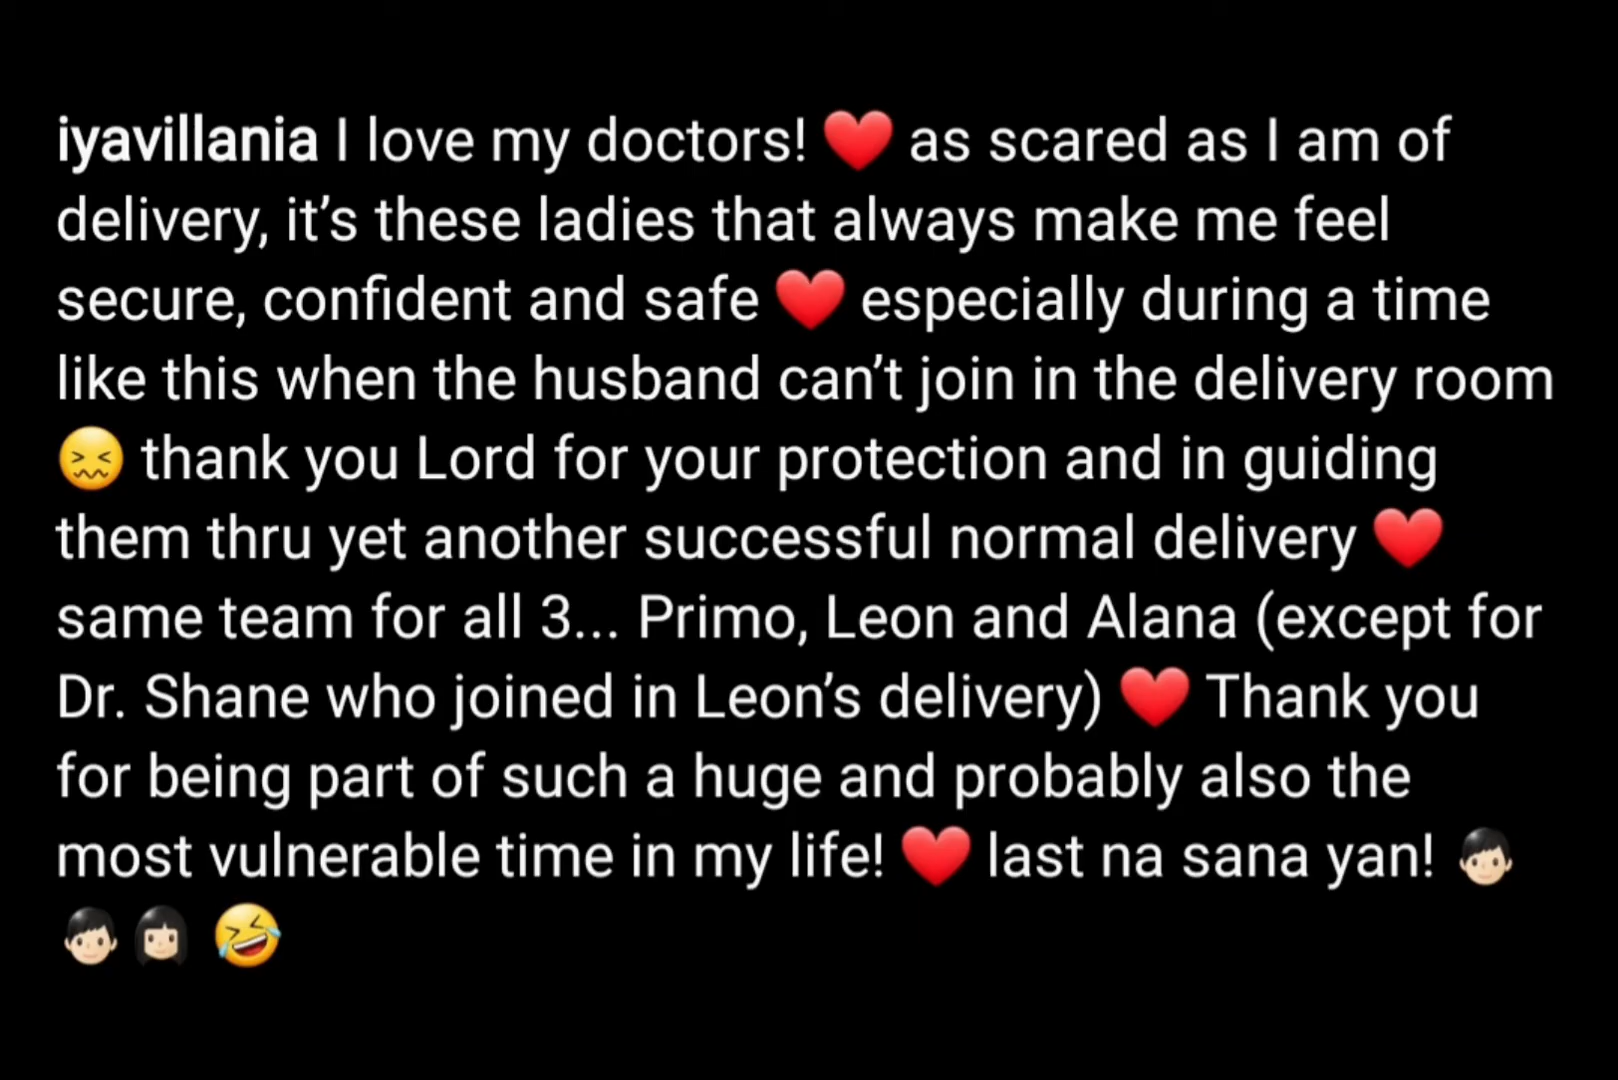 iyavillania I love my doctors! ❤️ as scared as I am of
delivery, it’s these ladies that always make me feel
secure, confident and safe ❤️ especially during a time
like this when the husband can’t join in the delivery room
😖 thank you Lord for your protection and in guiding
them thru yet another successful normal delivery ❤️
same team for all 3... Primo, Leon and Alana (except for
Dr. Shane who joined in Leon’s delivery) ❤️ Thank you
for being part of such a huge and probably also the
most vulnerable time in my life! ❤️ last na sana yan! 👦🏻
👦🏻👧🏻 🤣